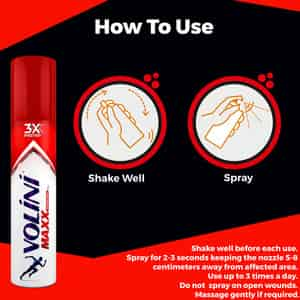 How To Use
3X
VOLINI
MAXX
Shake Well
Spray
Shake well before each use.
Spray for 2-3 seconds keeping the nozzle 5-8
centimeters away from affected area.
Use up to 3 times a day.
Do not spray on open wounds.
Massage gently if required.